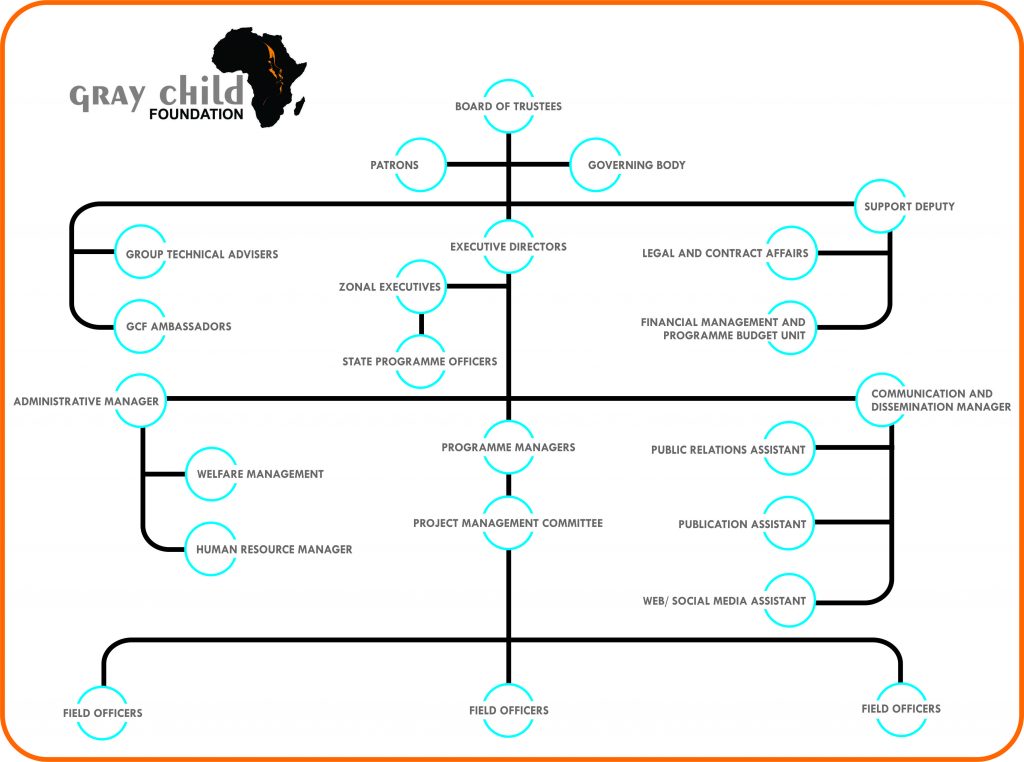 GRAY child
FOUNDATION
BOARD OF TRUSTEES
PATRONS
GOVERNING BODY
SUPPORT DEPUTY
GROUP TECHNICAL ADVISERS
EXECUTIVE DIRECTORS
LEGAL AND CONTRACT AFFAIRS
ZONAL EXECUTIVES
GCF AMBASSADORS
FINANCIAL MANAGEMENT AND
PROGRAMME BUDGET UNIT
STATE PROGRAMME OFFICERS
ADMINISTRATIVE MANAGER
COMMUNICATION AND
DISSEMINATION MANAGER
PROGRAMME MANAGERS
PUBLIC RELATIONS ASSISTANT
WELFARE MANAGEMENT
PROJECT MANAGEMENT COMMITTEE
PUBLICATION ASSISTANT
HUMAN RESOURCE MANAGER
WEB/ SOCIAL MEDIA ASSISTANT
FIELD OFFICERS
FIELD OFFICERS
FIELD OFFICERS